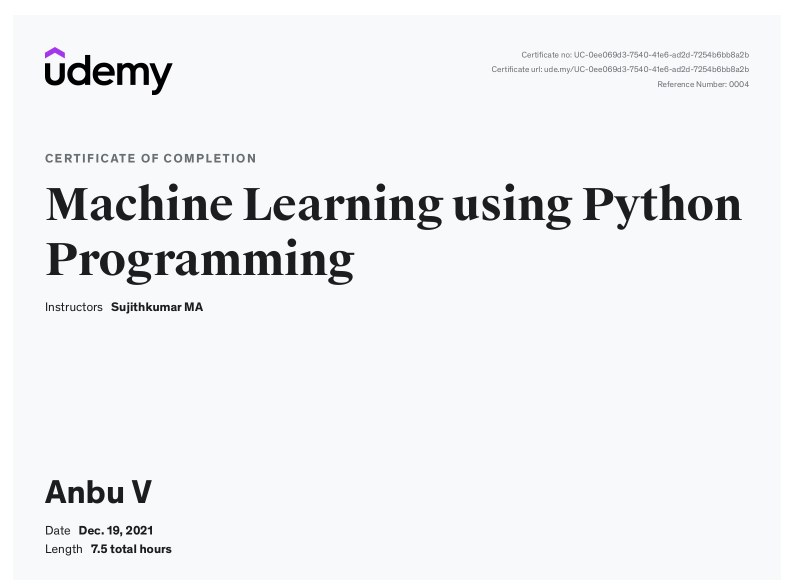 udemy
Certificate no: UC-0ee069d3-7540-41e6-ad2d-7254b6bb8a2b
Certificate url: ude.my/UC-0ee069d3-7540-41e6-ad2d-7254b6bb8a2b
Reference Number: 0004
CERTIFICATE OF COMPLETION
Machine Learning using Python
Programming
Instructors Sujithkumar MA
Anbu V
Date Dec. 19, 2021
Length 7.5 total hours